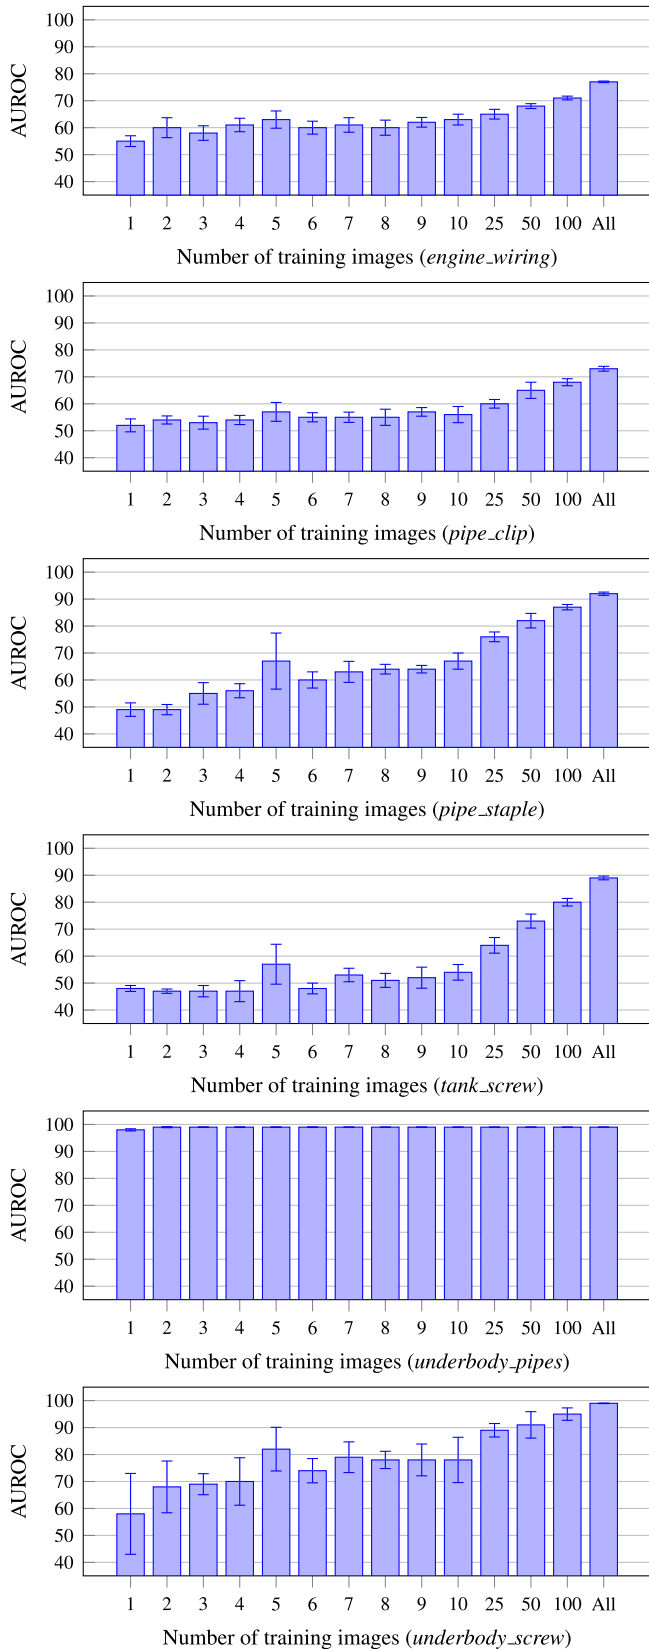 100
90
80
70
60
50
40
AUROC
1 2 3 4 5 6 7 8 9 10 25 50 100 All
Number of training images (engine_wiring)
100
90
80
70
60
50
40
AUROC
1 2 3 4 5 6 7 8 9 10 25 50 100 All
Number of training images (pipe_clip)
100
90
80
70
60
50
40
AUROC
1 2 3 4 5 6 7 8 9 10 25 50 100 All
Number of training images (pipe_staple)
100
90
80
70
60
50
40
AUROC
1 2 3 4 5 6 7 8 9 10 25 50 100 All
Number of training images (tank_screw)
100
90
80
70
60
50
40
AUROC
1 2 3 4 5 6 7 8 9 10 25 50 100 All
Number of training images (underbody_pipes)
100
90
80
70
60
50
40
AUROC
1 2 3 4 5 6 7 8 9 10 25 50 100 All
Number of training images (underbody_screw)